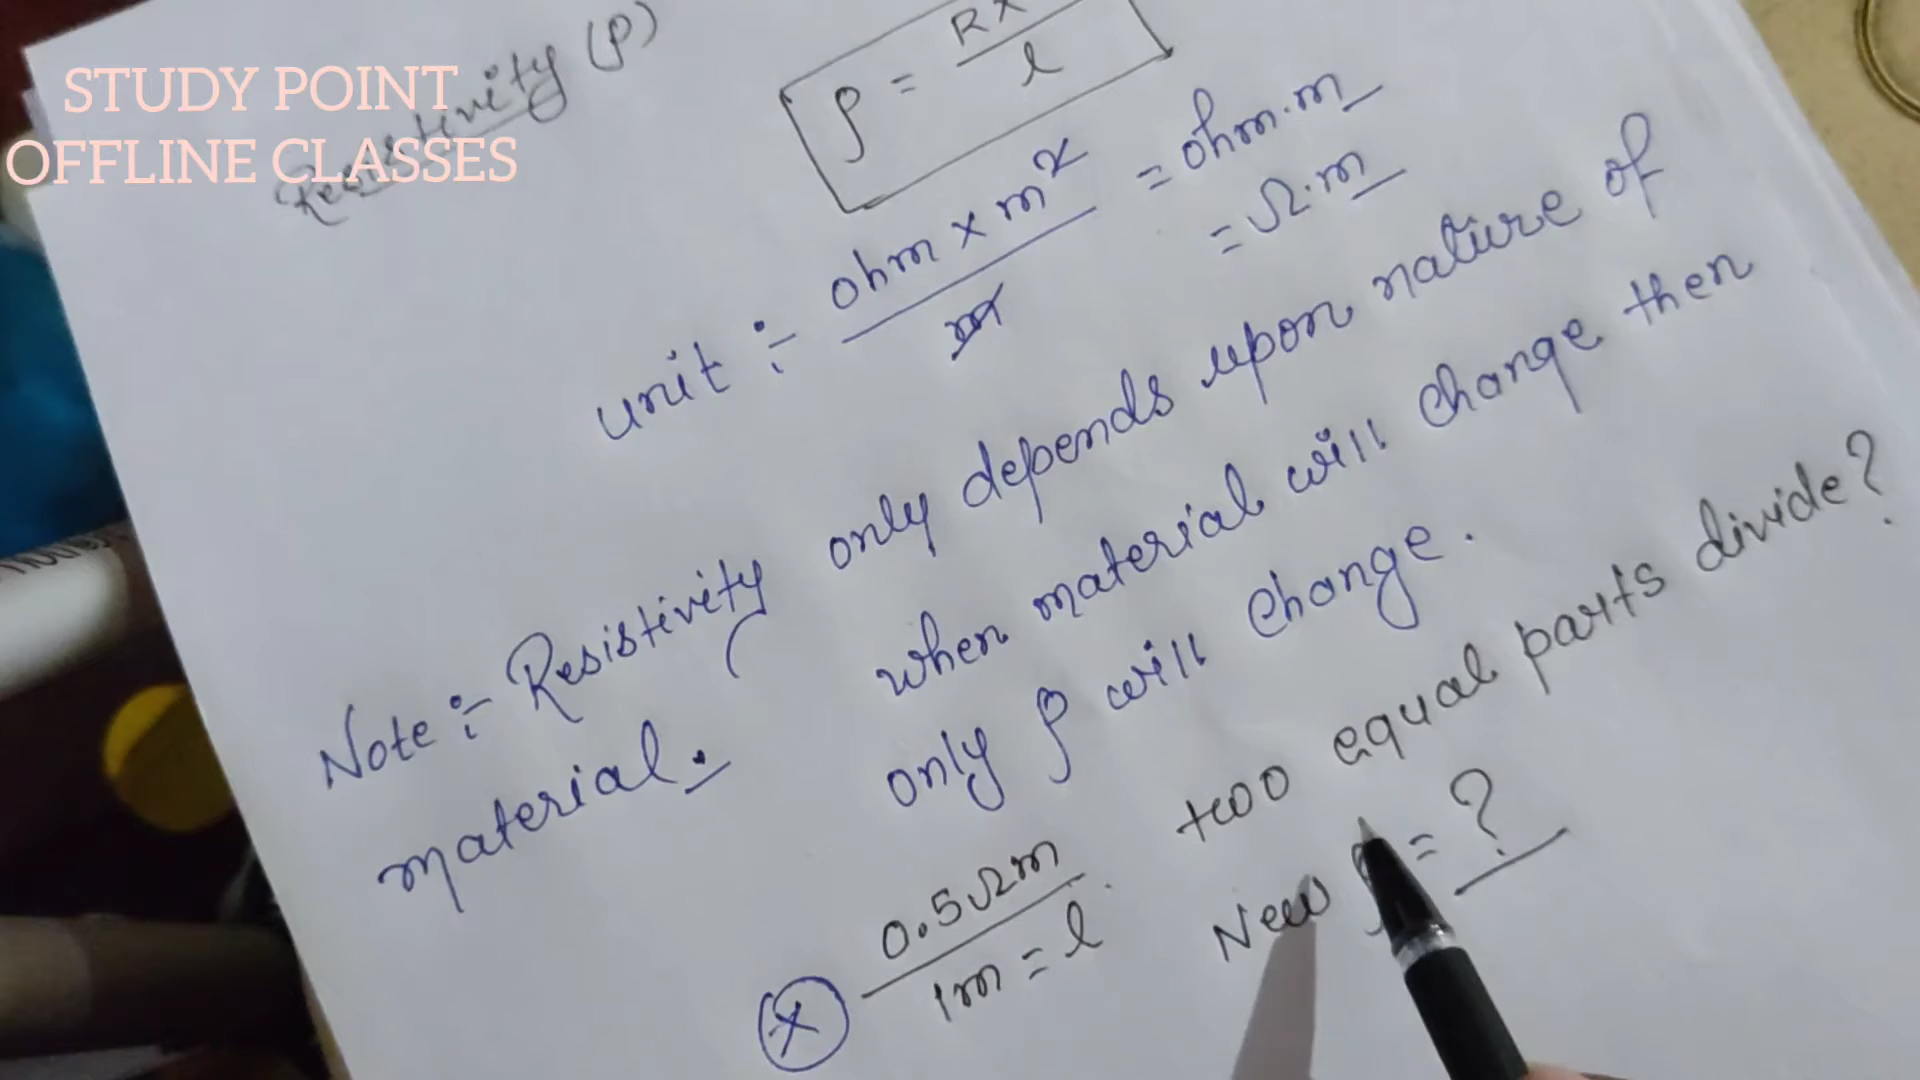 STUDY POINT
OFFLINE CLASSES
Resistivity (ρ)
ρ = R×
l
unit :- ohm × m² = ohm.m
m = Ω.m
Note :- Resistivity only depends upon nature of
material. ( when material will change then
only ρ will change.
0.5Ωm two equal parts divide?
1m = l New = ?
x